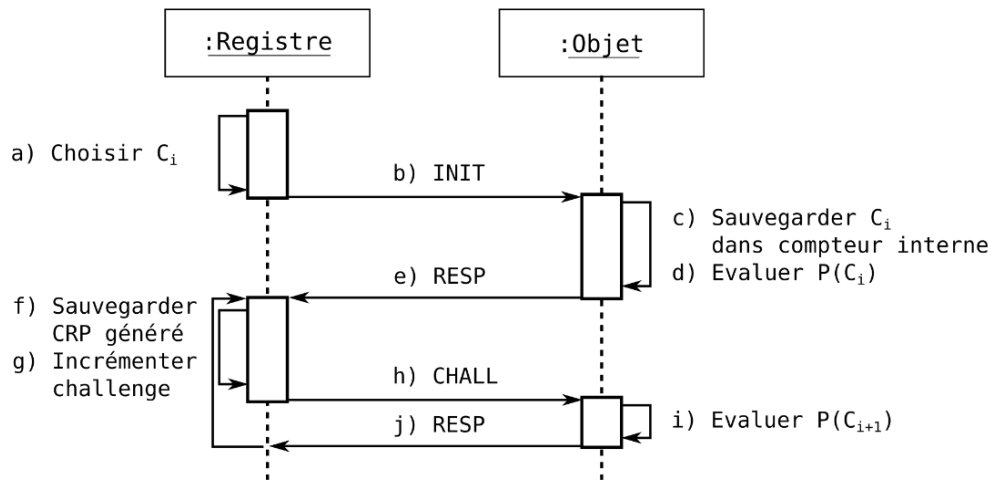 :Registre
:Objet
a) Choisir Ci
b) INIT
c) Sauvegarder Ci
dans compteur interne
d) Evaluer P(Ci)
e) RESP
f) Sauvegarder
CRP généré
g) Incrémenter
challenge
h) CHALL
i) Evaluer P(Ci+1)
j) RESP